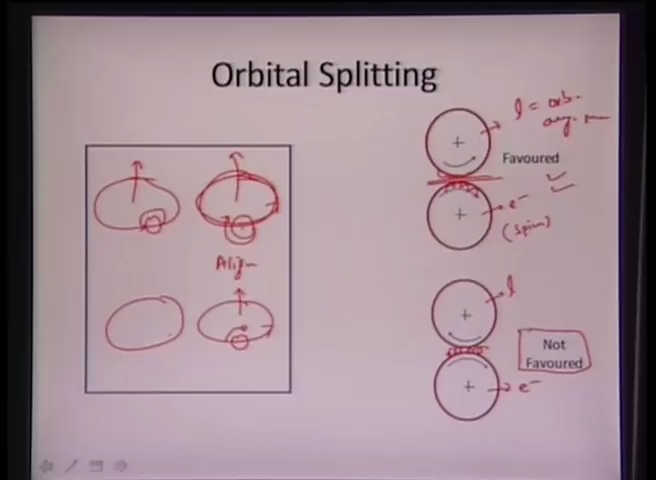 Orbital Splitting
l = orb.
ang.
Favoured
e-
(Spin)
Align
l
Not
Favoured
e-